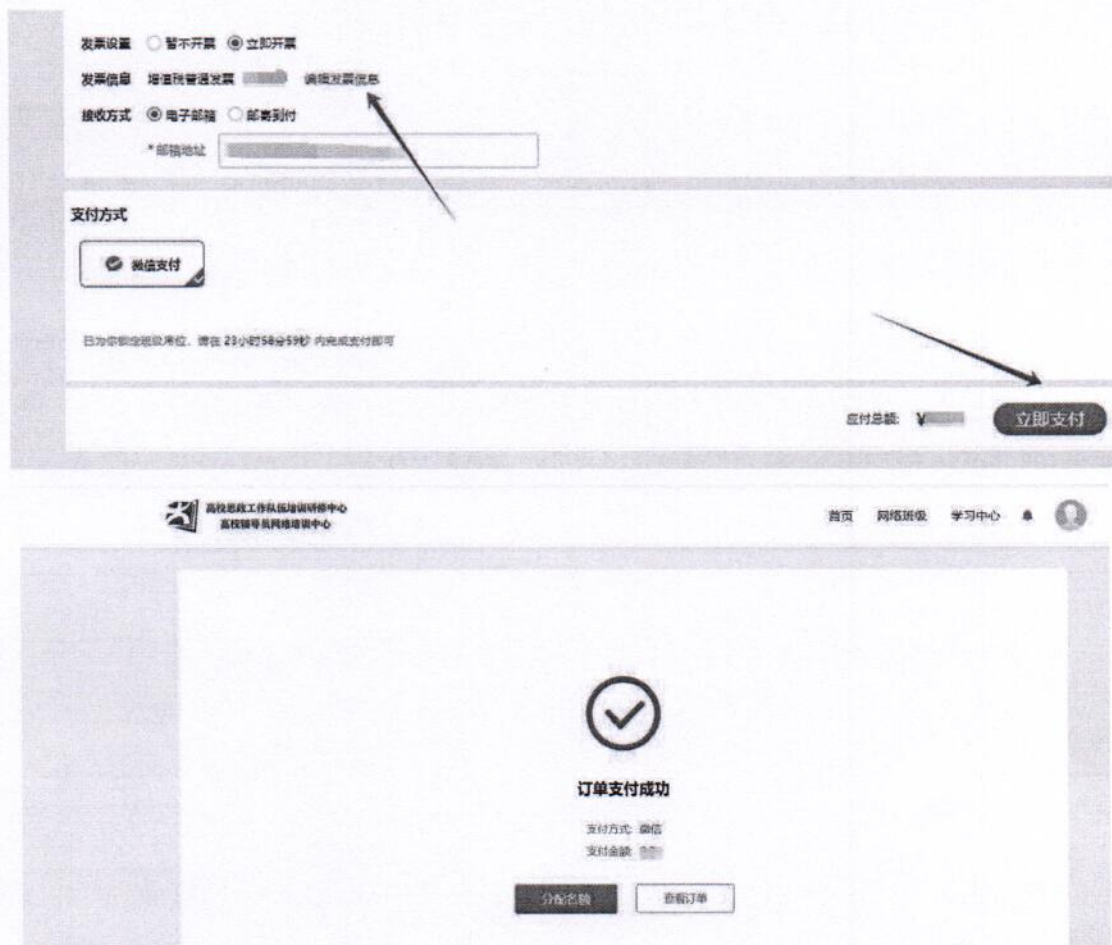 发票设置 暂不开票 立即开票
发票信息 增值税普通发票 编辑发票信息
接收方式 电子邮箱 邮寄到付
*邮箱地址
支付方式
微信支付
已为你锁定班级席位，请在 23小时58分59秒 内完成支付即可
应付总额: ¥ 立即支付
高校思政工作队伍培训研修中心
高校辅导员网络培训中心
首页 网络班级 学习中心
订单支付成功
支付方式: 微信
支付金额:
分配名额 查看订单